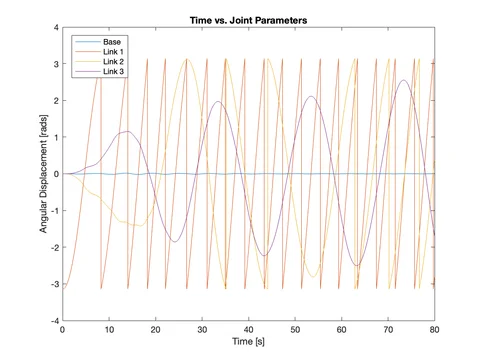 Time vs. Joint Parameters
4
3
2
1
0
-1
-2
-3
-4
Angular Displacement [rads]
Base
Link 1
Link 2
Link 3
0 10 20 30 40 50 60 70 80
Time [s]